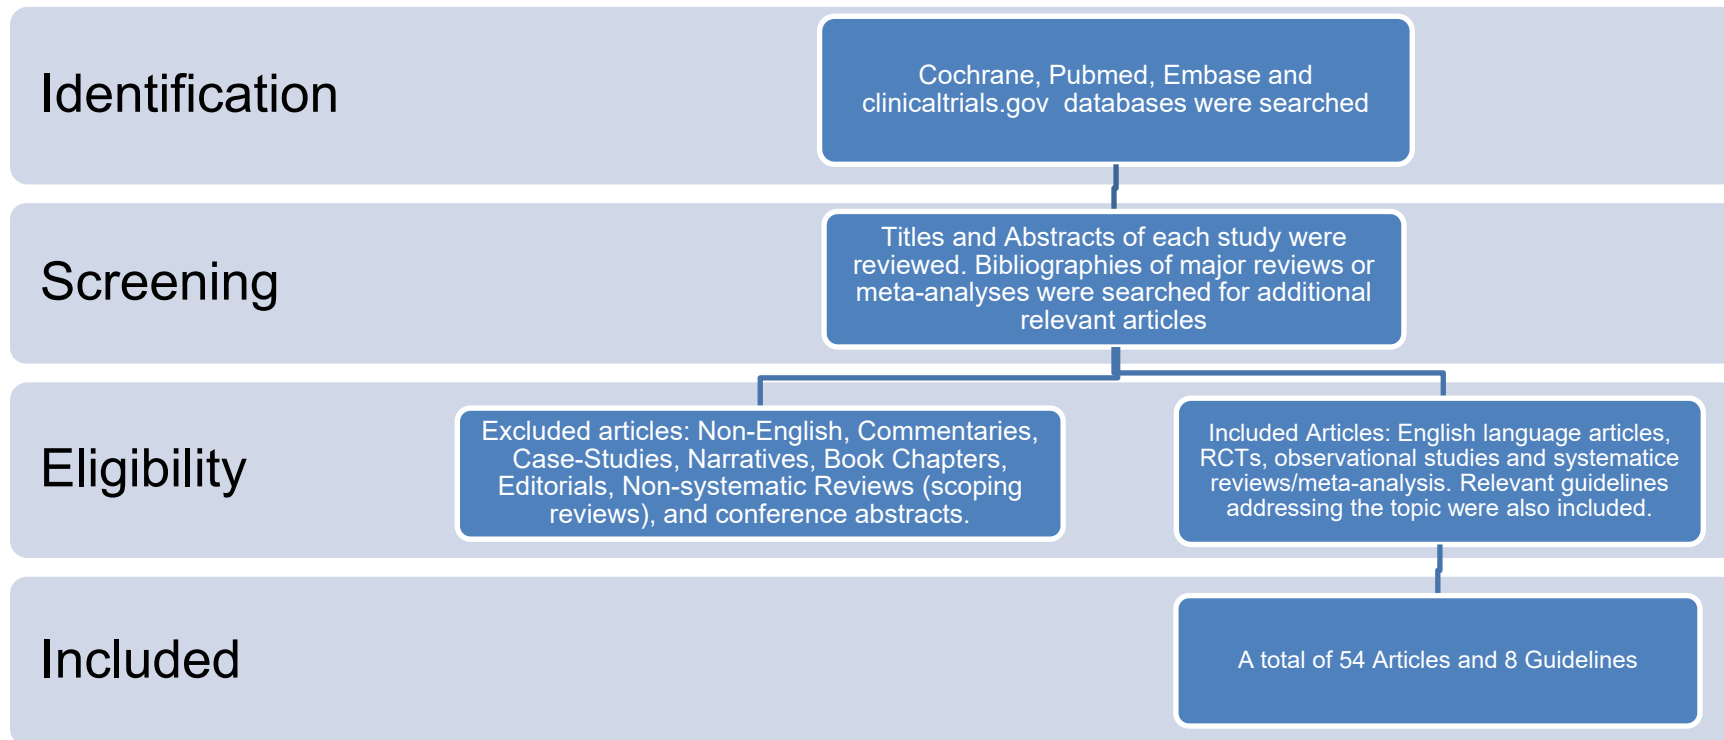 Identification
Cochrane, Pubmed, Embase and
clinicaltrials.gov databases were searched
Screening
Titles and Abstracts of each study were
reviewed. Bibliographies of major reviews or
meta-analyses were searched for additional
relevant articles
Eligibility
Excluded articles: Non-English, Commentaries,
Case-Studies, Narratives, Book Chapters,
Editorials, Non-systematic Reviews (scoping
reviews), and conference abstracts.
Included Articles: English language articles,
RCTs, observational studies and systematice
reviews/meta-analysis. Relevant guidelines
addressing the topic were also included.
Included
A total of 54 Articles and 8 Guidelines